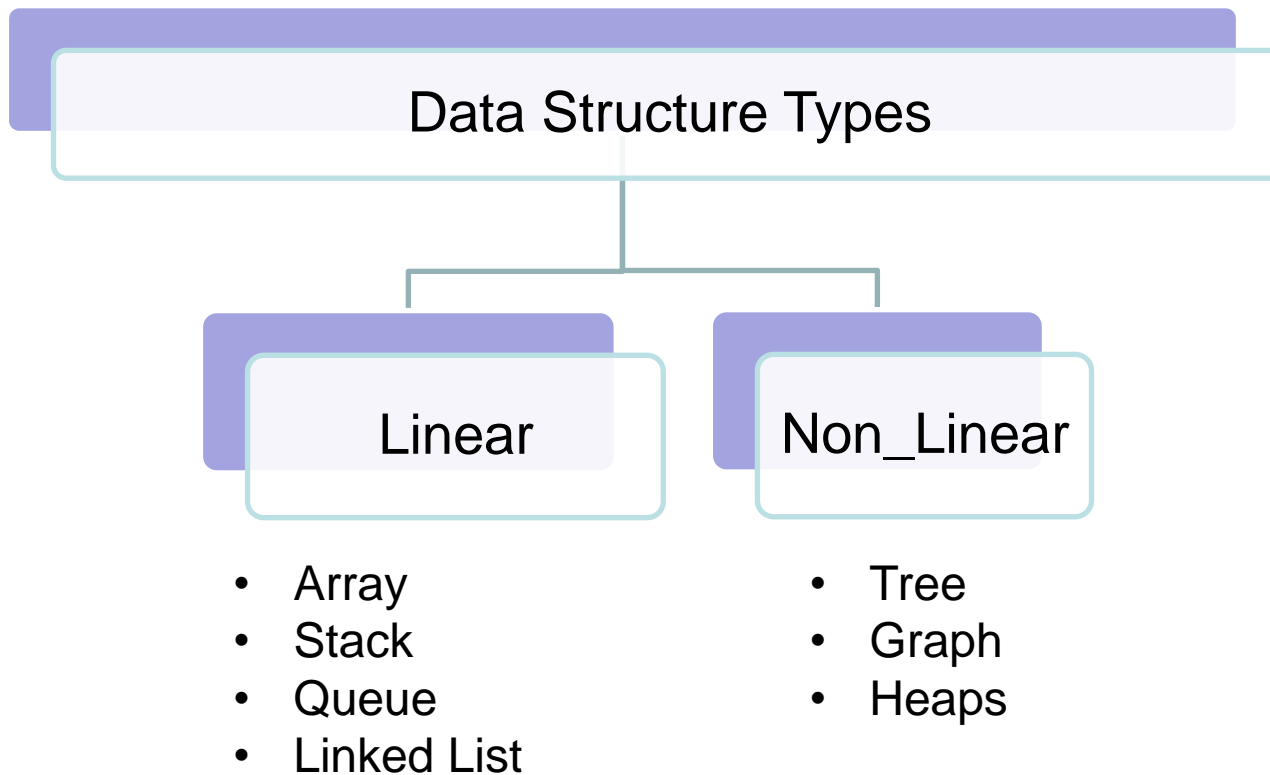 Data Structure Types
Linear
Non_Linear
• Array
• Stack
• Queue
• Linked List
• Tree
• Graph
• Heaps